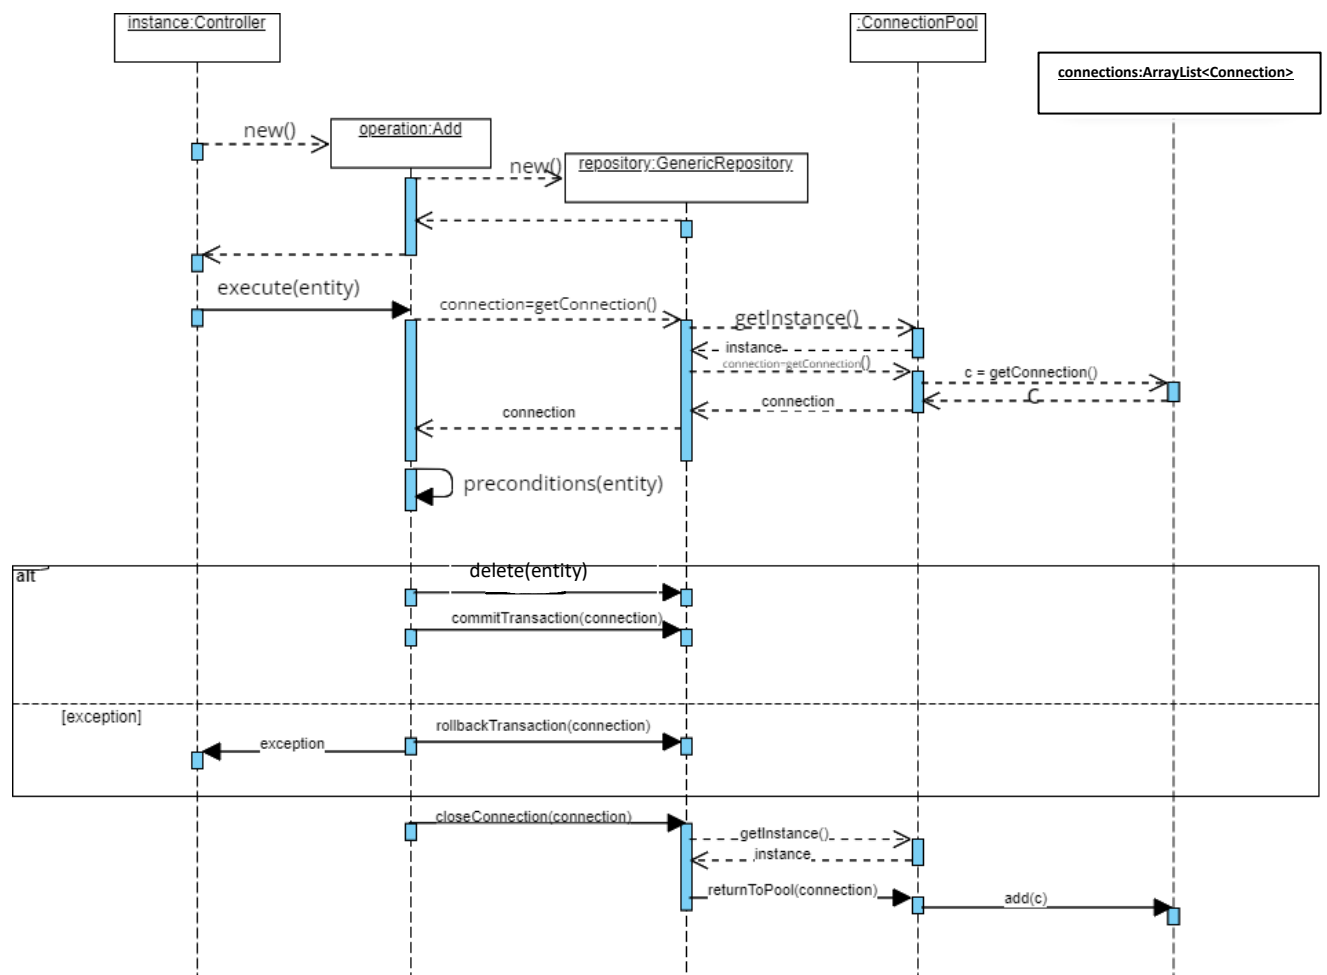 instance:Controller
:ConnectionPool
connections:ArrayList<Connection>
new()
operation:Add
new()
repository:GenericRepository
execute(entity)
connection=getConnection()
getInstance()
instance
connection=getConnection()
c = getConnection()
C
connection
connection
preconditions(entity)
alt
delete(entity)
commitTransaction(connection)
[exception]
rollbackTransaction(connection)
exception
closeConnection(connection)
getInstance()
instance
returnToPool(connection)
add(c)